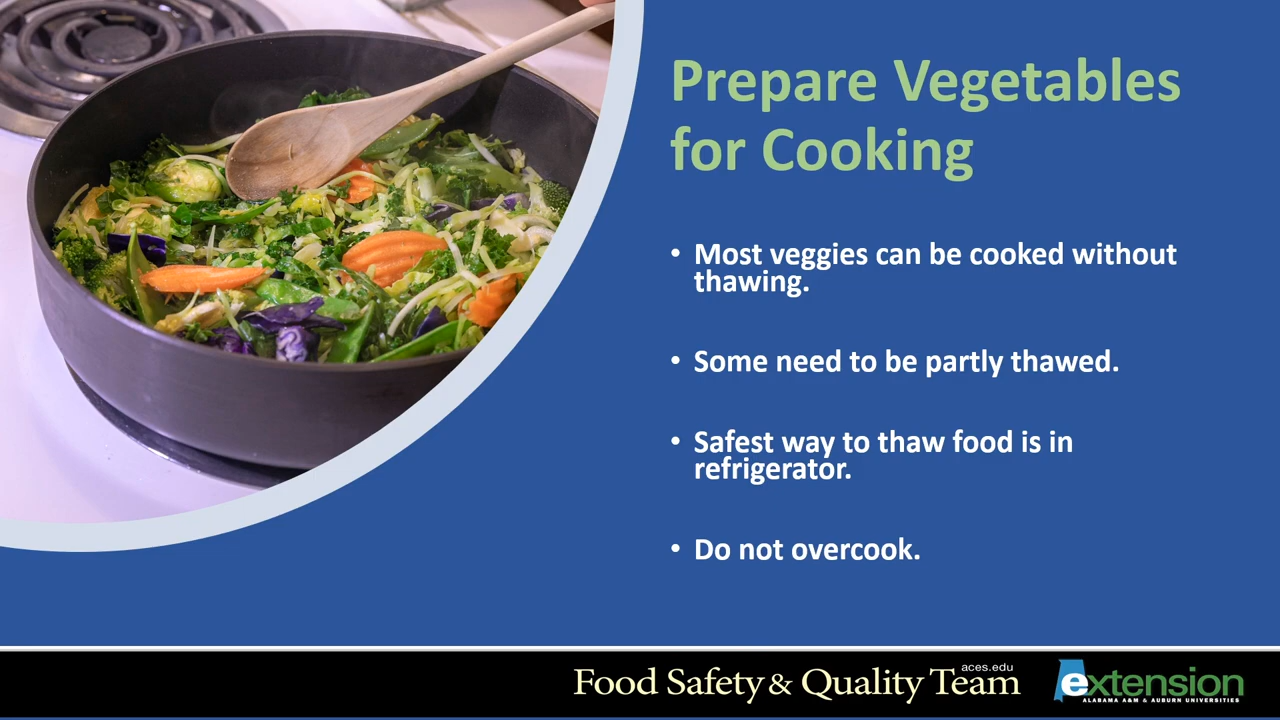 Prepare Vegetables
for Cooking
• Most veggies can be cooked without
thawing.
• Some need to be partly thawed.
• Safest way to thaw food is in
refrigerator.
• Do not overcook.
aces.edu
Food Safety & Quality Team
extension
ALABAMA A&M & AUBURN UNIVERSITIES